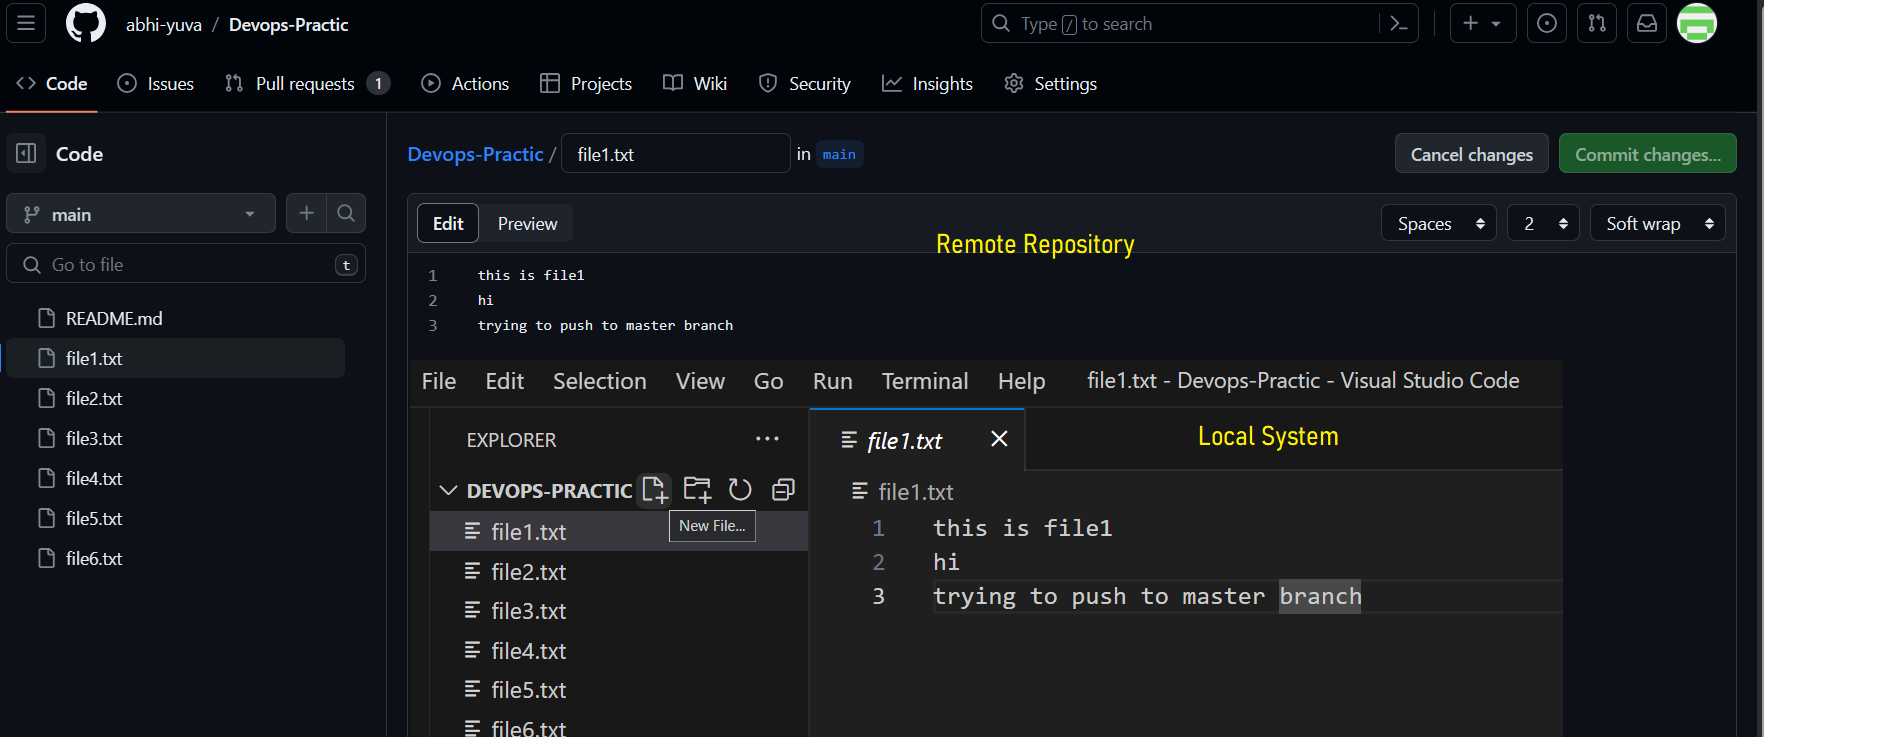 abhi-yuva / Devops-Practic
Type / to search
Code Issues Pull requests 1 Actions Projects Wiki Security Insights Settings
Code
main
Go to file t
README.md
file1.txt
file2.txt
file3.txt
file4.txt
file5.txt
file6.txt
Devops-Practic / file1.txt in main
Cancel changes Commit changes...
Edit Preview
Spaces 2 Soft wrap
Remote Repository
1 this is file1
2 hi
3 trying to push to master branch
File Edit Selection View Go Run Terminal Help file1.txt - Devops-Practic - Visual Studio Code
EXPLORER ···
DEVOPS-PRACTIC
New File...
file1.txt
file2.txt
file3.txt
file4.txt
file5.txt
file6.txt
file1.txt
Local System
file1.txt
1 this is file1
2 hi
3 trying to push to master branch